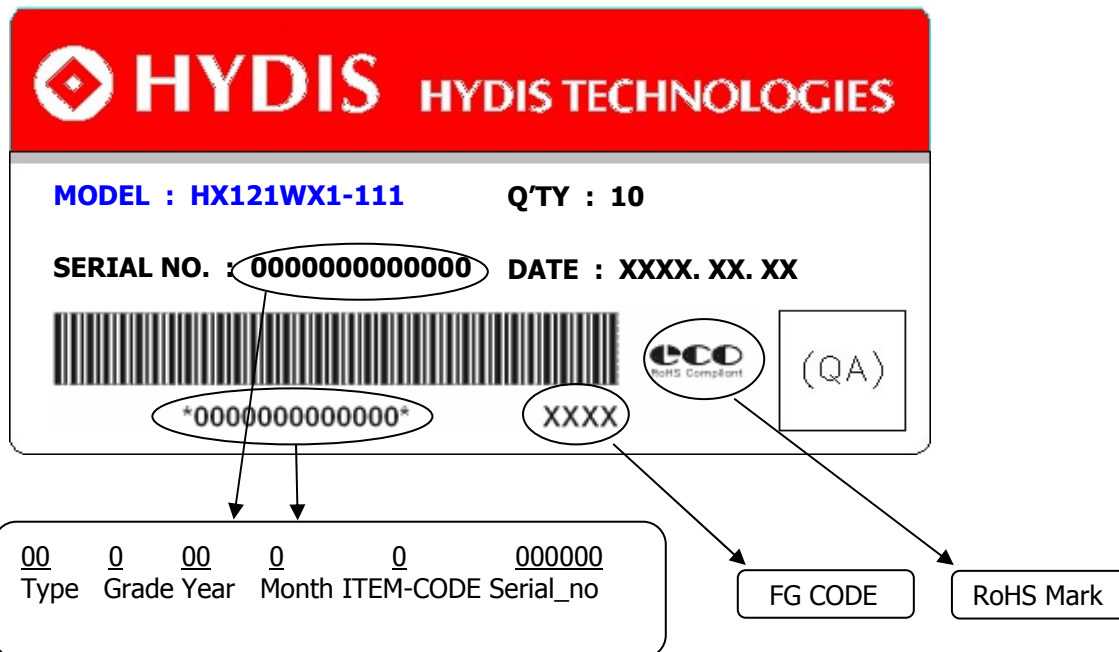 HYDIS HYDIS TECHNOLOGIES
MODEL : HX121WX1-111 Q'TY : 10
SERIAL NO. : 0000000000000 DATE : XXXX. XX. XX
eco
RoHS Compliant
(QA)
*0000000000000* XXXX
00 0 00 0 0 000000
Type Grade Year Month ITEM-CODE Serial_no
FG CODE
RoHS Mark